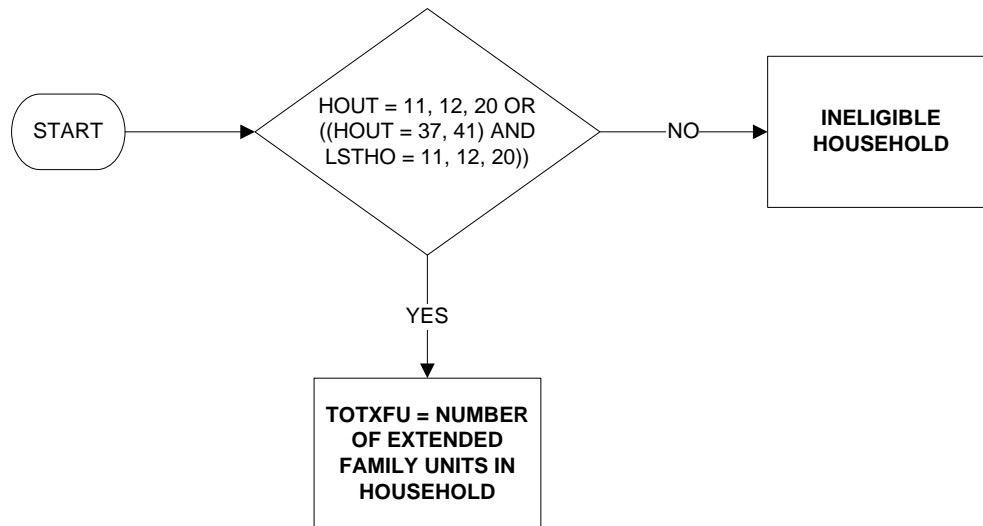 START
HOUT = 11, 12, 20 OR
((HOUT = 37, 41) AND
LSTHO = 11, 12, 20))
NO
INELIGIBLE
HOUSEHOLD
YES
TOTXFU = NUMBER
OF EXTENDED
FAMILY UNITS IN
HOUSEHOLD